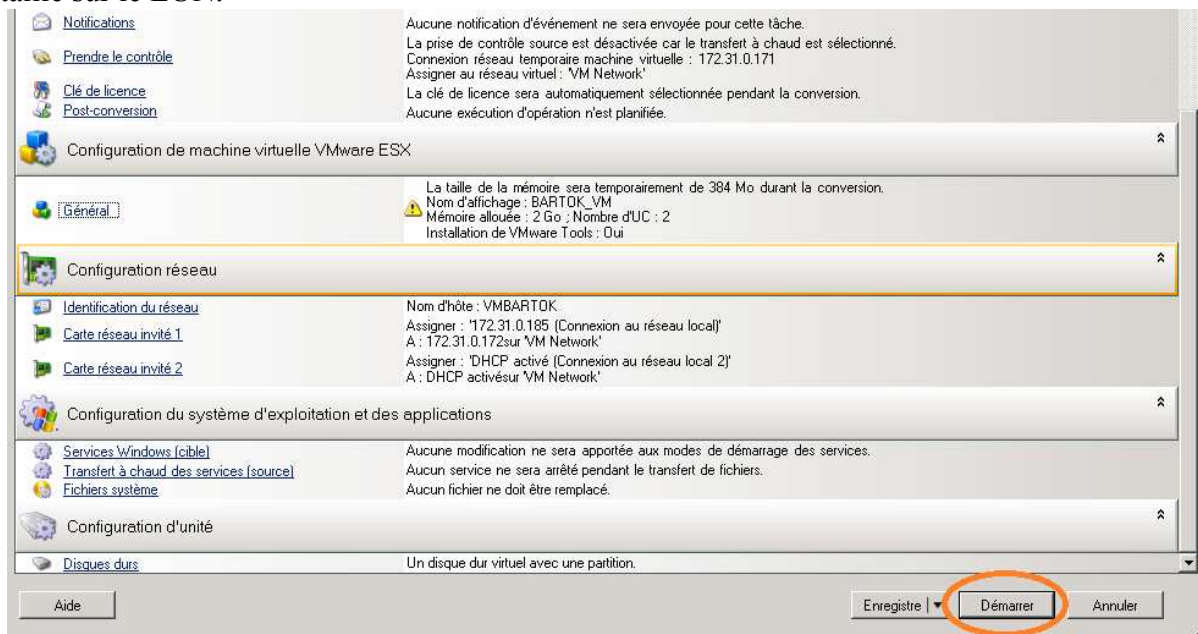 Notifications Aucune notification d'événement ne sera envoyée pour cette tâche.
Prendre le contrôle La prise de contrôle source est désactivée car le transfert à chaud est sélectionné.
Connexion réseau temporaire machine virtuelle : 172.31.0.171
Assigner au réseau virtuel : 'VM Network'
Clé de licence La clé de licence sera automatiquement sélectionnée pendant la conversion.
Post-conversion Aucune exécution d'opération n'est planifiée.
Configuration de machine virtuelle VMware ESX
La taille de la mémoire sera temporairement de 384 Mo durant la conversion.
Général Nom d'affichage : BARTOK_VM
Mémoire allouée : 2 Go ; Nombre d'UC : 2
Installation de VMware Tools : Oui
Configuration réseau
Identification du réseau Nom d'hôte : VMBARTOK
Carte réseau invité 1 Assigner : '172.31.0.185 (Connexion au réseau local)'
A : 172.31.0.172sur 'VM Network'
Carte réseau invité 2 Assigner : 'DHCP activé (Connexion au réseau local 2)'
A : DHCP activésur 'VM Network'
Configuration du système d'exploitation et des applications
Services Windows (cible) Aucune modification ne sera apportée aux modes de démarrage des services.
Transfert à chaud des services (source) Aucun service ne sera arrêté pendant le transfert de fichiers.
Fichiers système Aucun fichier ne doit être remplacé.
Configuration d'unité
Disques durs Un disque dur virtuel avec une partition.
Aide Enregistre Démarrer Annuler